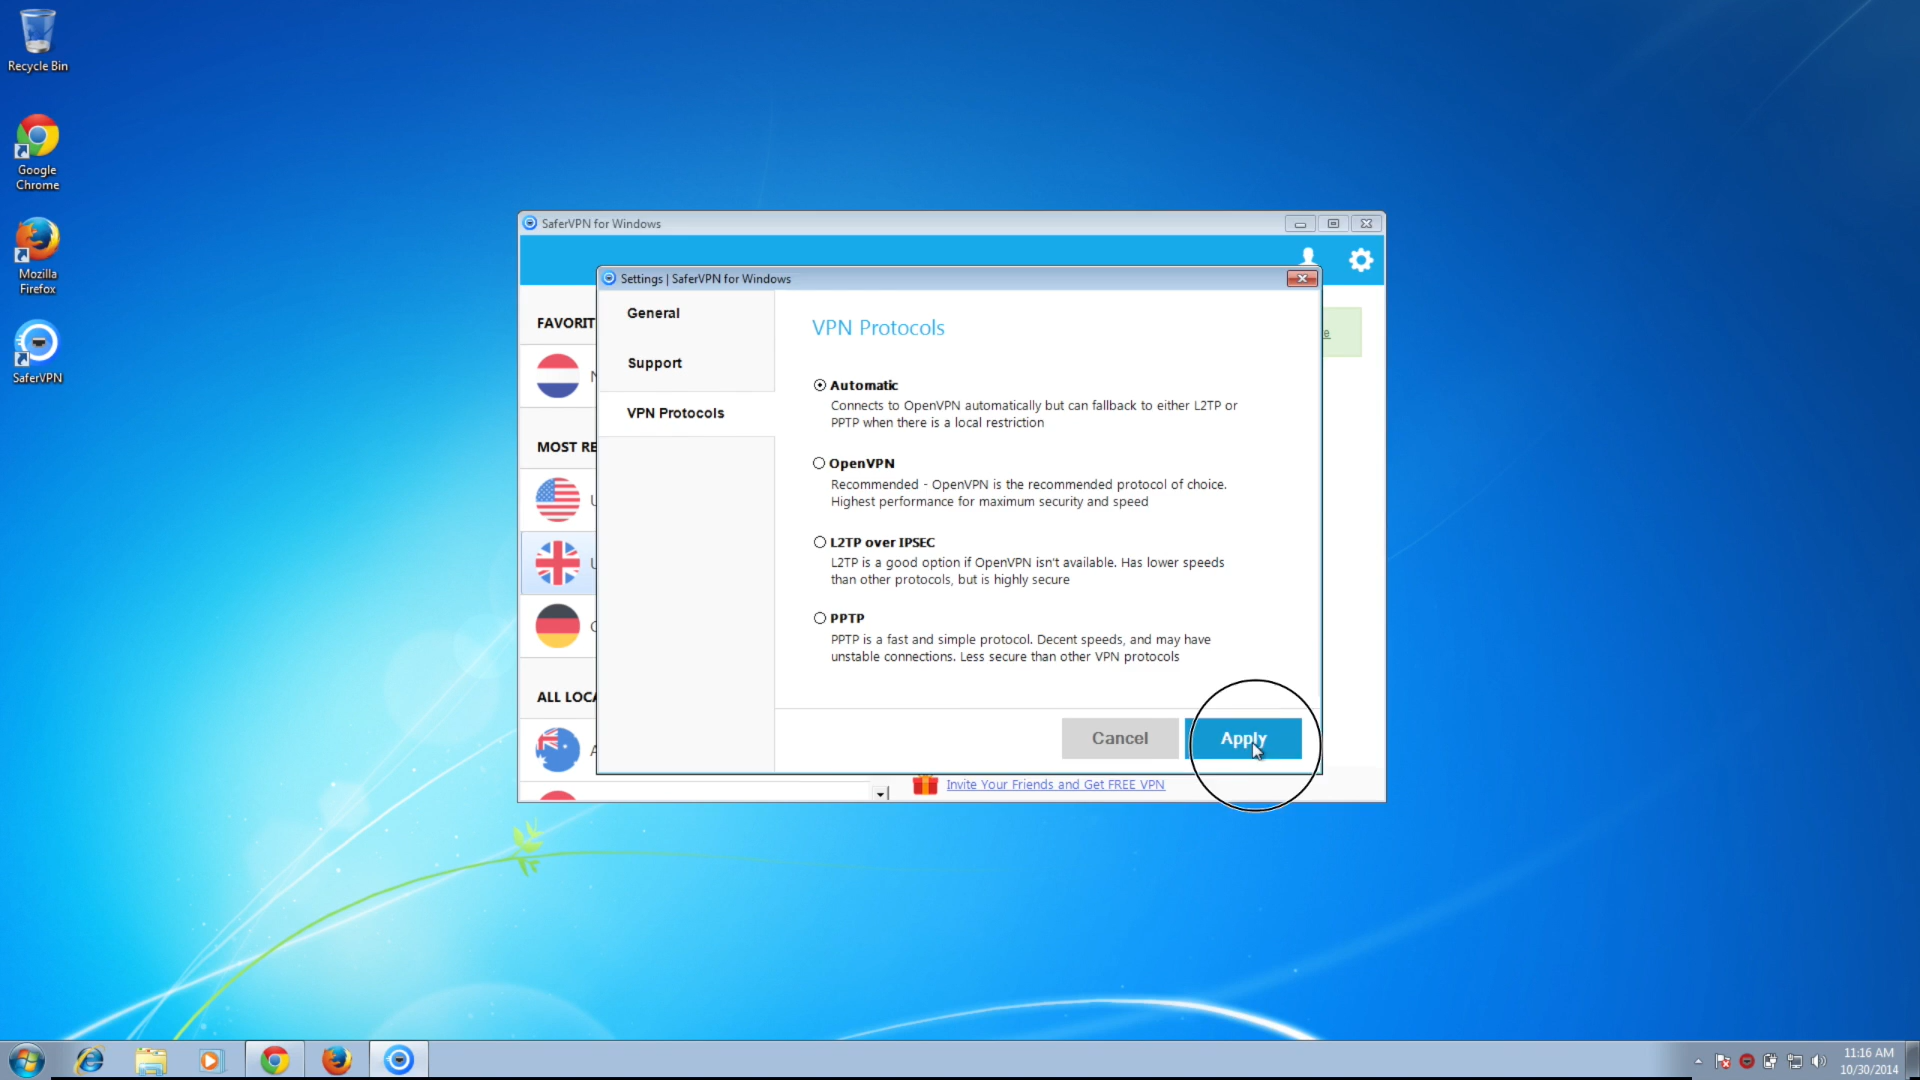 Recycle Bin
Google
Chrome
Mozilla
Firefox
SaferVPN
SaferVPN for Windows
Settings | SaferVPN for Windows
FAVORIT
N
MOST RE
U
U
G
ALL LOCA
A
e
General
Support
VPN Protocols
VPN Protocols
Automatic
Connects to OpenVPN automatically but can fallback to either L2TP or
PPTP when there is a local restriction
OpenVPN
Recommended - OpenVPN is the recommended protocol of choice.
Highest performance for maximum security and speed
L2TP over IPSEC
L2TP is a good option if OpenVPN isn't available. Has lower speeds
than other protocols, but is highly secure
PPTP
PPTP is a fast and simple protocol. Decent speeds, and may have
unstable connections. Less secure than other VPN protocols
Cancel
Apply
Invite Your Friends and Get FREE VPN
11:16 AM
10/30/2014